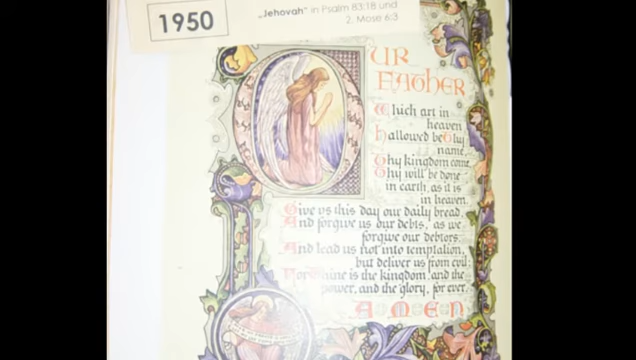 1950
„Jehovah" in Psalm 83:18 und
2. Mose 6:3
OUR
FATHER
Which art in
heaven
hallowed be Thy
name,
Thy kingdom come,
Thy will be done
in earth, as it is
in heaven.
Give us this day our daily bread.
And forgive us our debts, as we
forgive our debtors.
And lead us not into temptation,
but deliver us from evil:
For Thine is the kingdom, and the
power, and the glory, for ever.
AMEN